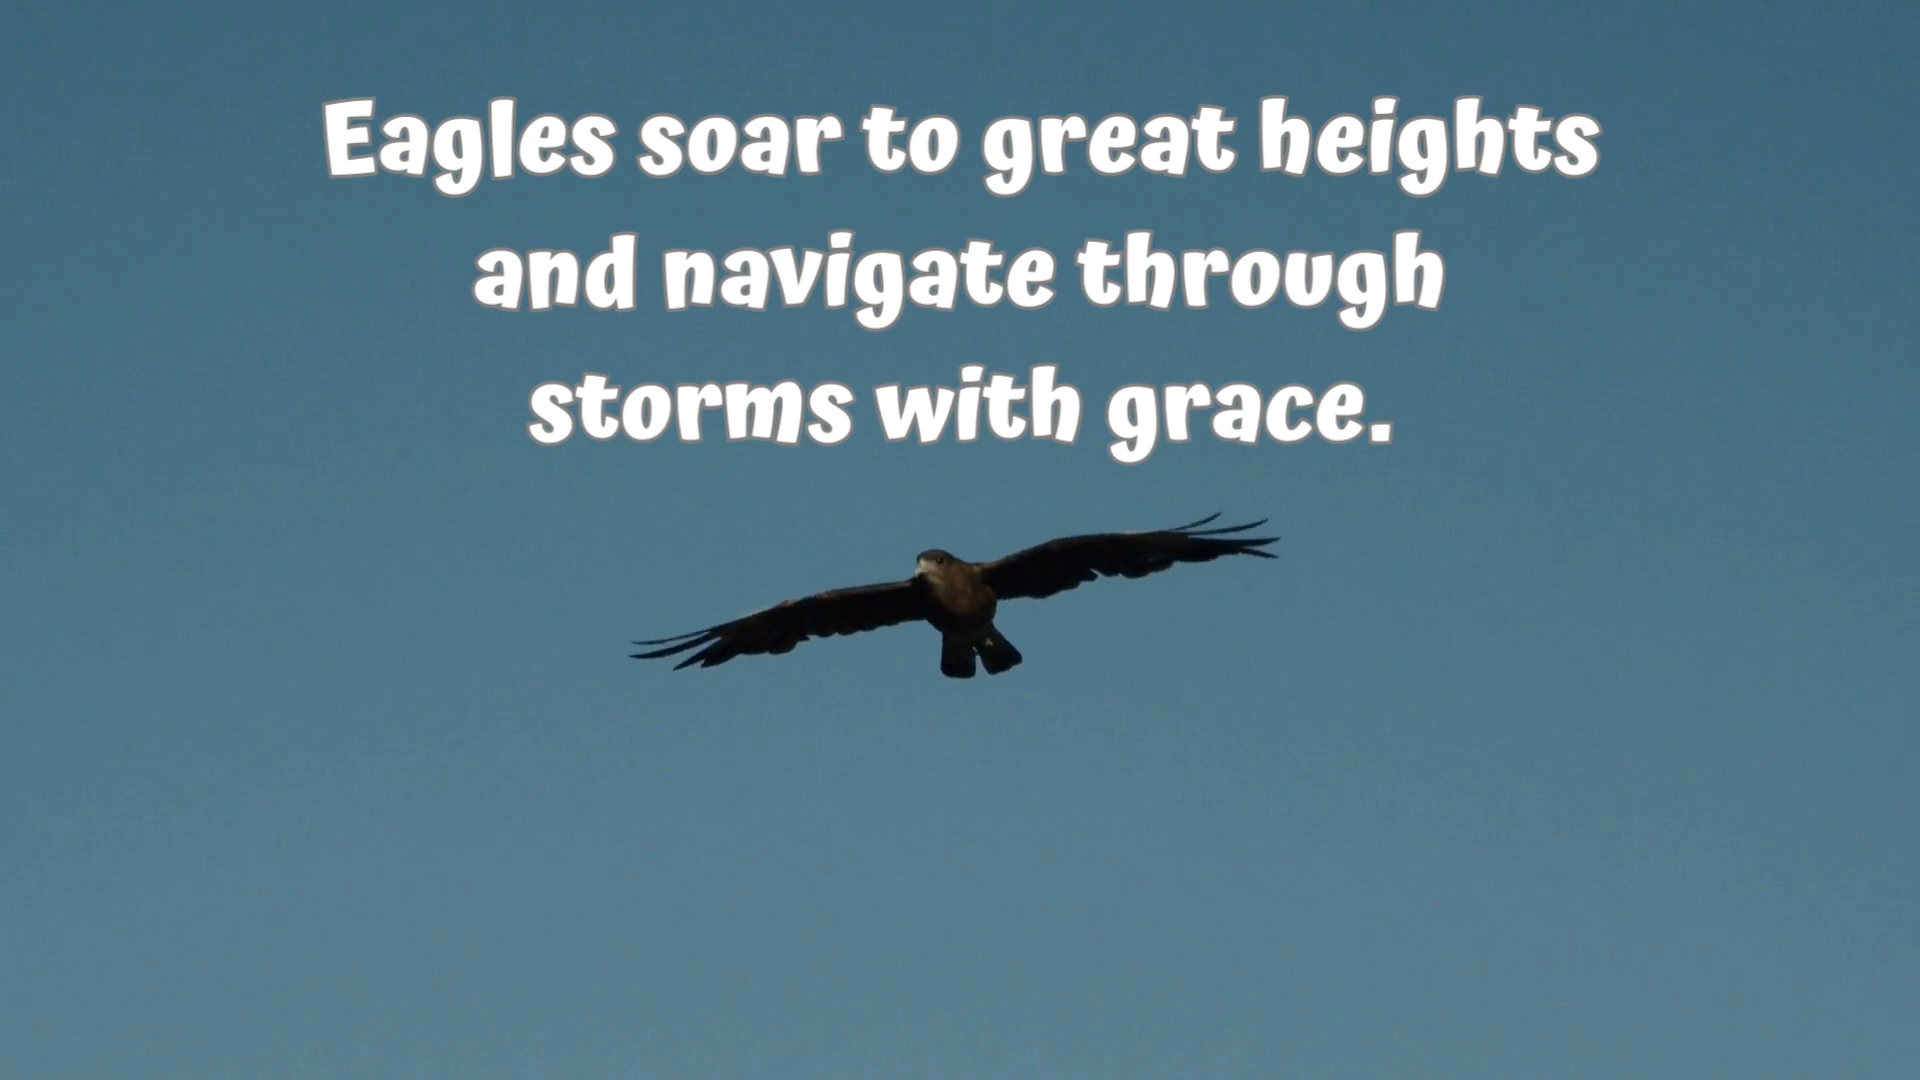 Eagles soar to great heights
and navigate through
storms with grace.